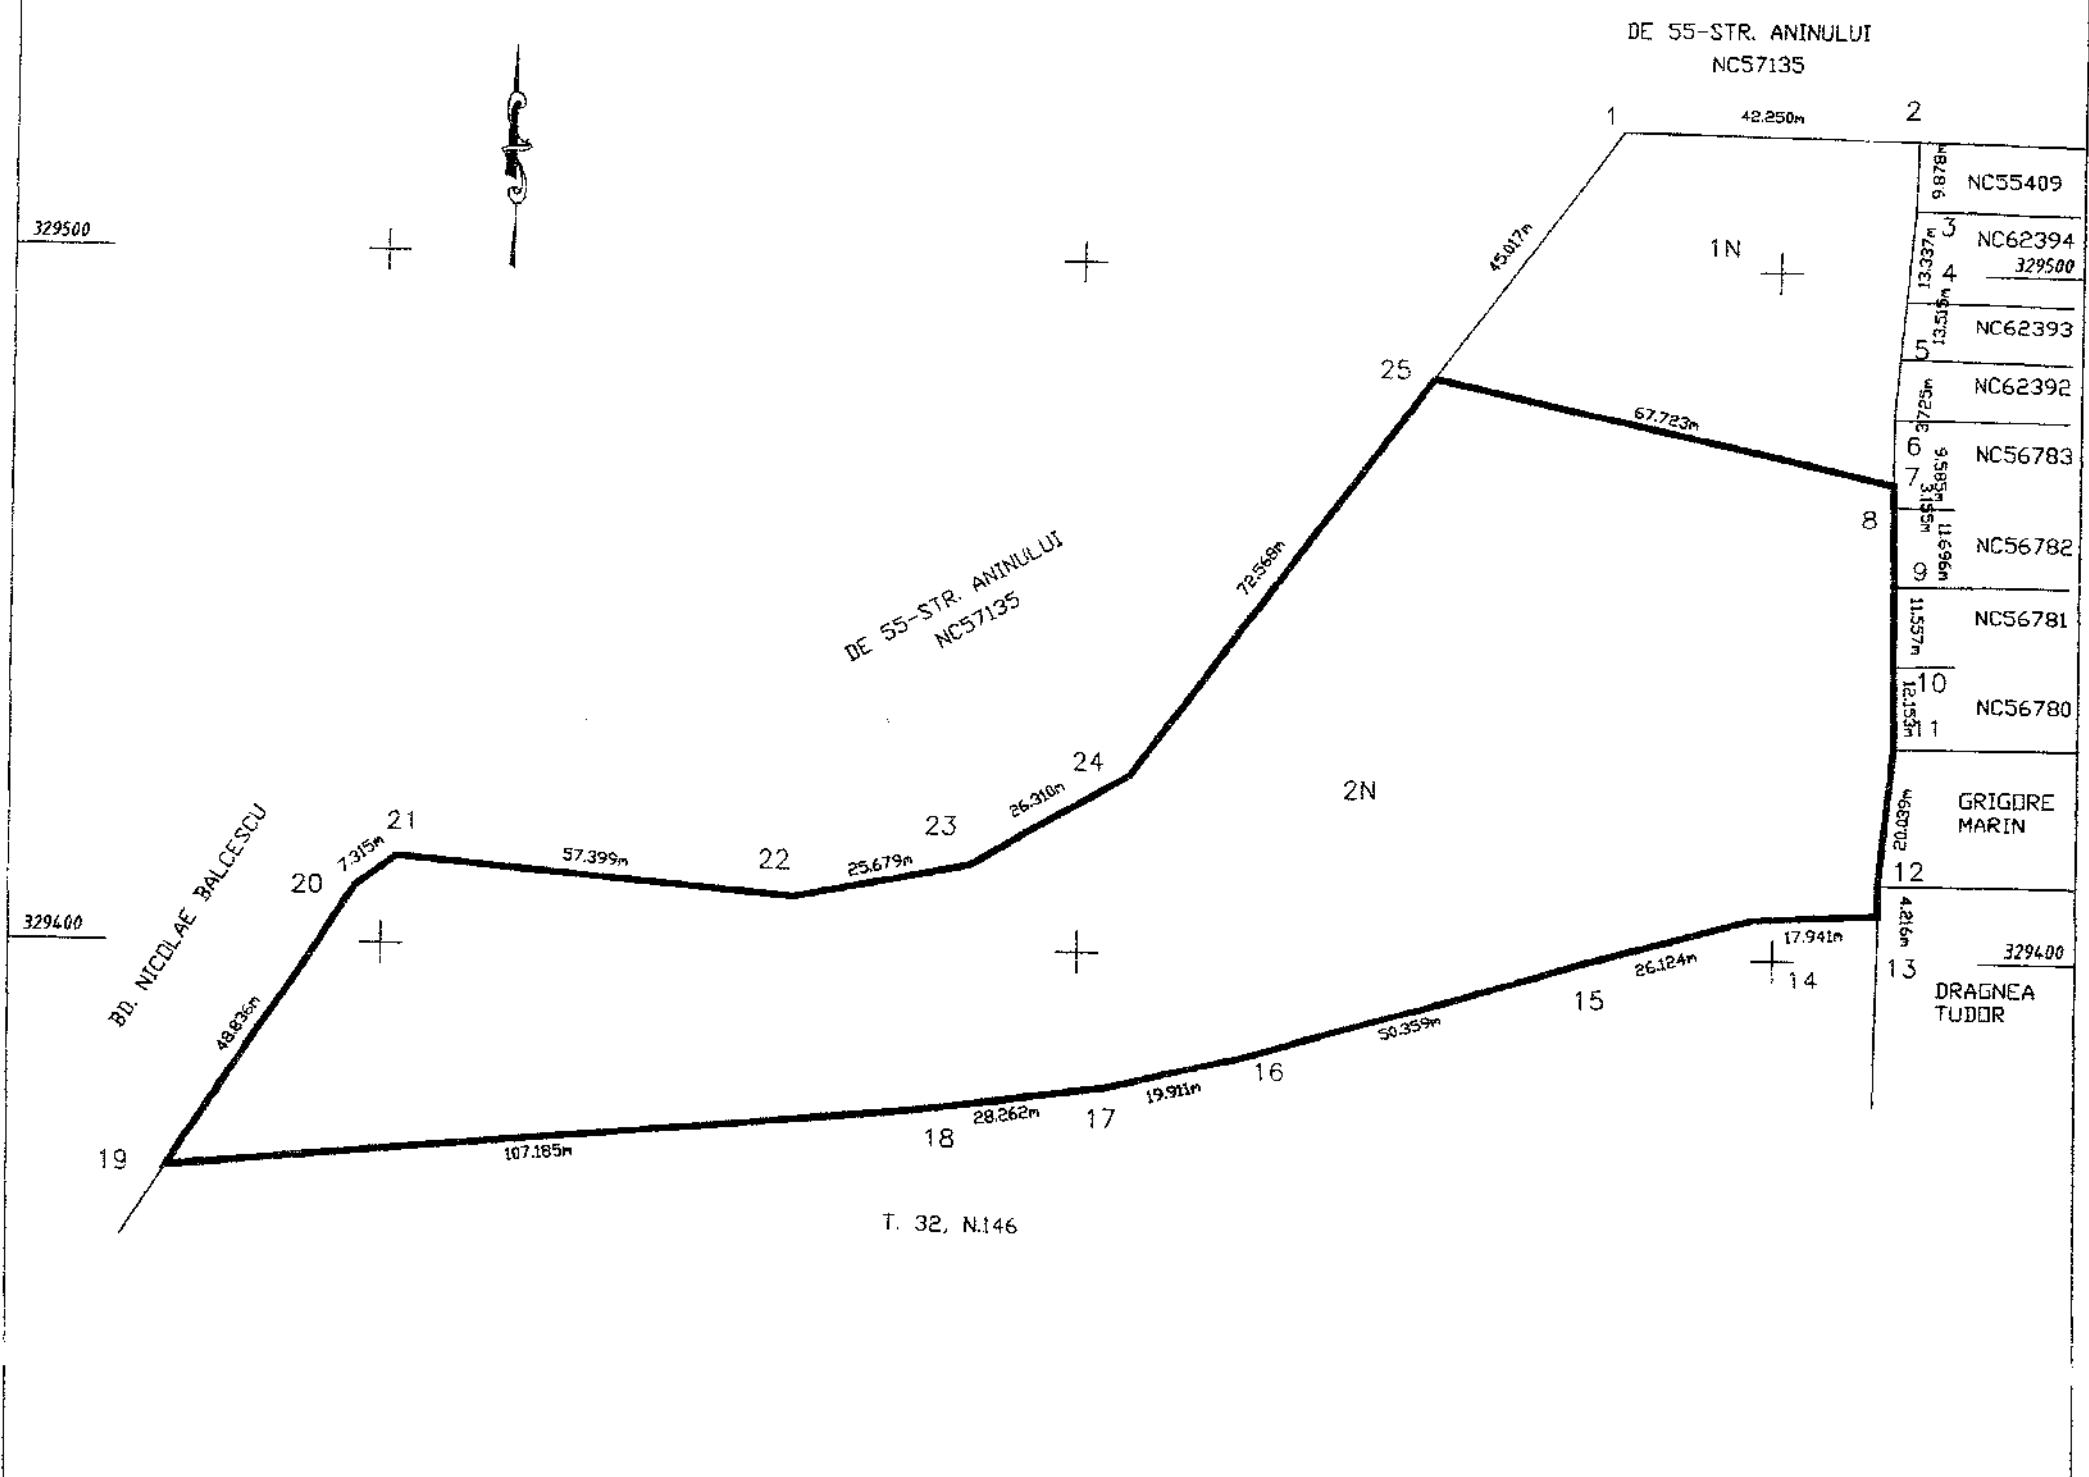 DE 55-STR. ANINULUI
NC57135
1
42.250m
2
9.878m
NC55409
329500
3
13.337m
NC62394
45.017m
1N
4
329500
13.515m
NC62393
5
25
3.725m
NC62392
67.723m
6
9.585m
NC56783
7
3.155m
8
11.696m
NC56782
72.568m
9
DE 55-STR. ANINULUI
NC57135
11.557m
NC56781
10
12.153m
NC56780
11
24
2N
26.310m
20.039m
GRIGORE
MARIN
BD. NICOLAE BALCESCU
21
7.315m
57.399m
22
25.679m
23
20
12
329400
4.216m
17.941m
26.124m
329400
13
14
15
DRAGNEA
TUDOR
48.836m
50.359m
16
19.911m
17
28.262m
18
107.185m
19
T. 32, N.146